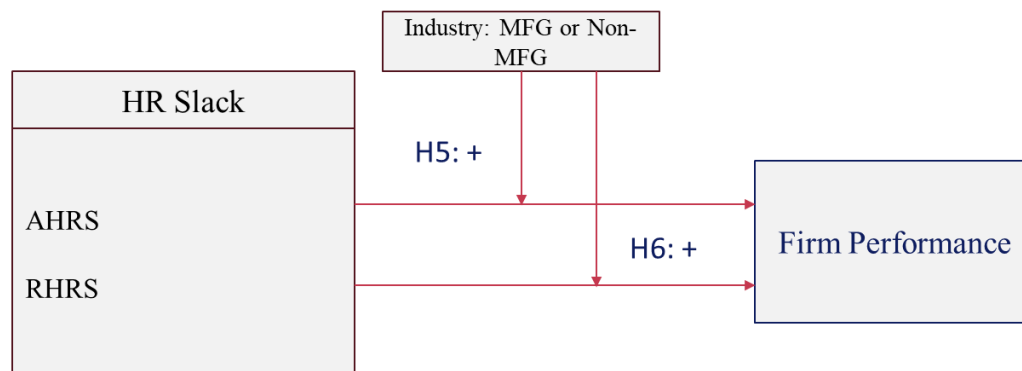 Industry: MFG or Non-
MFG
HR Slack
H5: +
AHRS
H6: +
Firm Performance
RHRS